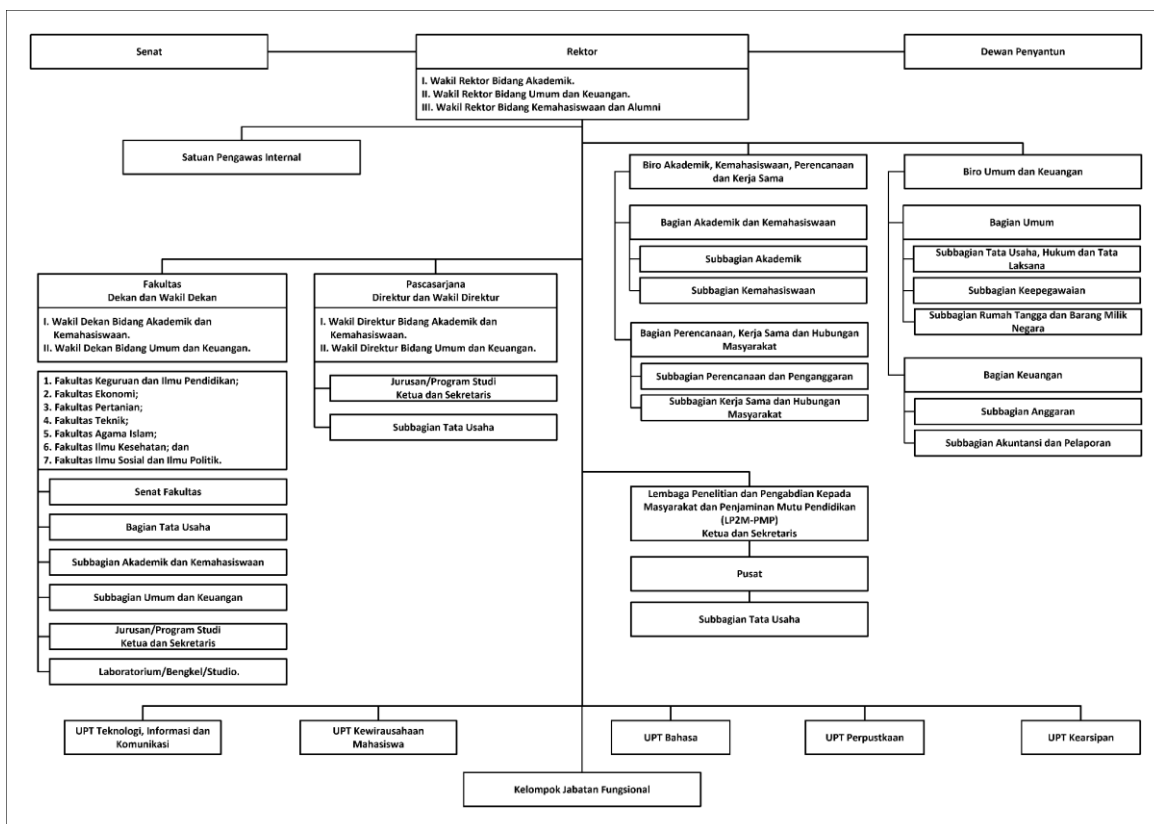 Senat
Rektor
Dewan Penyantun
I. Wakil Rektor Bidang Akademik.
II. Wakil Rektor Bidang Umum dan Keuangan.
III. Wakil Rektor Bidang Kemahasiswaan dan Alumni
Satuan Pengawas Internal
Biro Akademik, Kemahasiswaan, Perencanaan
dan Kerja Sama
Bagian Akademik dan Kemahasiswaan
Subbagian Akademik
Subbagian Kemahasiswaan
Bagian Perencanaan, Kerja Sama dan Hubungan
Masyarakat
Subbagian Perencanaan dan Penganggaran
Subbagian Kerja Sama dan Hubungan
Masyarakat
Biro Umum dan Keuangan
Bagian Umum
Subbagian Tata Usaha, Hukum dan Tata
Laksana
Subbagian Keepegawaian
Subbagian Rumah Tangga dan Barang Milik
Negara
Bagian Keuangan
Subbagian Anggaran
Subbagian Akuntansi dan Pelaporan
Fakultas
Dekan dan Wakil Dekan
I. Wakil Dekan Bidang Akademik dan
Kemahasiswaan.
II. Wakil Dekan Bidang Umum dan Keuangan.
1. Fakultas Keguruan dan Ilmu Pendidikan;
2. Fakultas Ekonomi;
3. Fakultas Pertanian;
4. Fakultas Teknik;
5. Fakultas Agama Islam;
6. Fakultas Ilmu Kesehatan; dan
7. Fakultas Ilmu Sosial dan Ilmu Politik.
Senat Fakultas
Bagian Tata Usaha
Subbagian Akademik dan Kemahasiswaan
Subbagian Umum dan Keuangan
Jurusan/Program Studi
Ketua dan Sekretaris
Laboratorium/Bengkel/Studio.
Pascasarjana
Direktur dan Wakil Direktur
I. Wakil Direktur Bidang Akademik dan
Kemahasiswaan.
II. Wakil Direktur Bidang Umum dan Keuangan.
Jurusan/Program Studi
Ketua dan Sekretaris
Subbagian Tata Usaha
Lembaga Penelitian dan Pengabdian Kepada
Masyarakat dan Penjaminan Mutu Pendidikan
(LP2M-PMP)
Ketua dan Sekretaris
Pusat
Subbagian Tata Usaha
UPT Teknologi, Informasi dan
Komunikasi
UPT Kewirausahaan
Mahasiswa
UPT Bahasa
UPT Perpustkaan
UPT Kearsipan
Kelompok Jabatan Fungsional